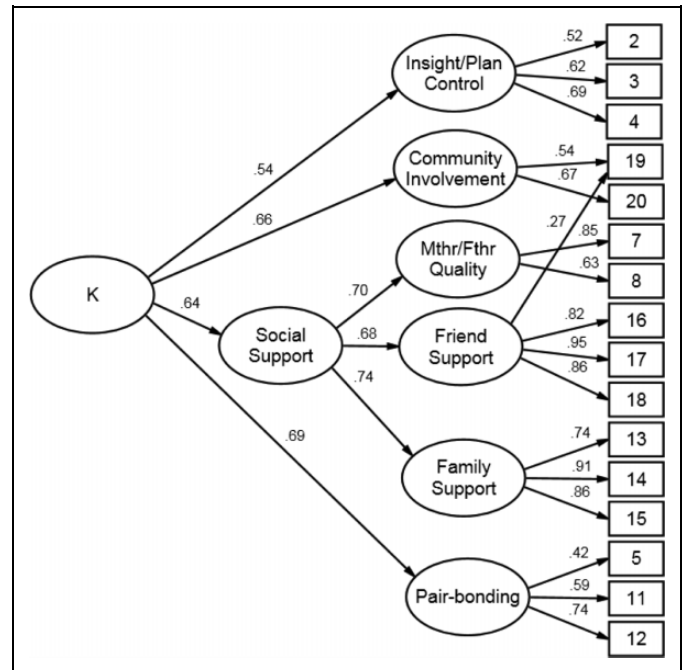 .52
2
Insight/Plan
Control
.62
3
.69
4
.54
Community
Involvement
.54
19
.67
20
.66
.27
Mthr/Fthr
Quality
.85
7
.63
8
K
.64
.70
Social
Support
.68
Friend
Support
.82
16
.95
17
.86
18
.74
.69
Family
Support
.74
13
.91
14
.86
15
Pair-bonding
.42
5
.59
11
.74
12